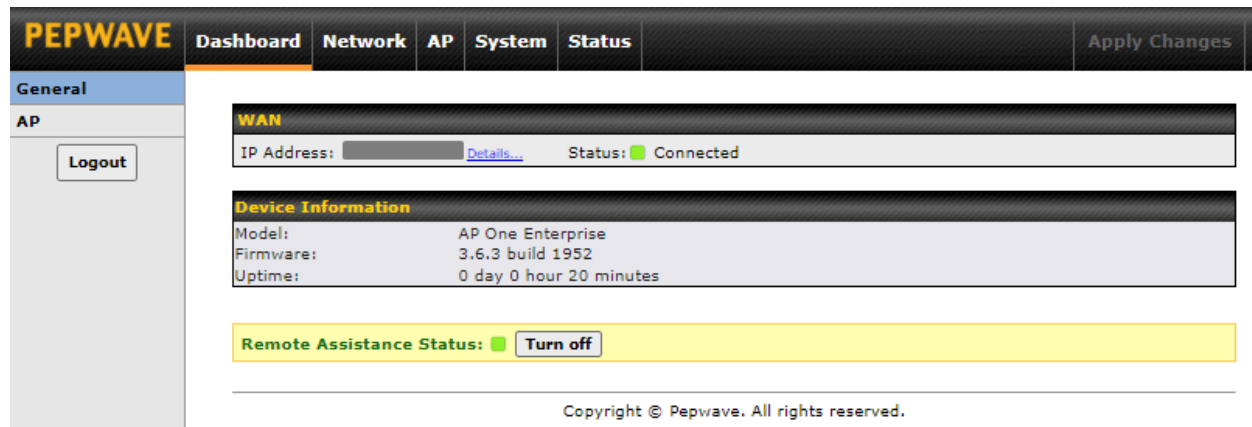 PEPWAVE Dashboard Network AP System Status Apply Changes
General
AP
Logout
WAN
IP Address: Details... Status: Connected
Device Information
Model: AP One Enterprise
Firmware: 3.6.3 build 1952
Uptime: 0 day 0 hour 20 minutes
Remote Assistance Status: Turn off
Copyright © Pepwave. All rights reserved.